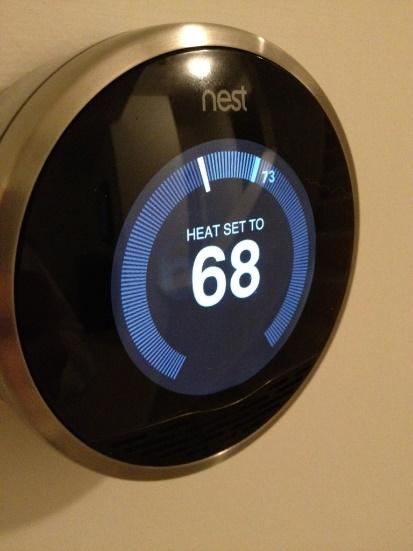 nest
73
HEAT SET TO
68